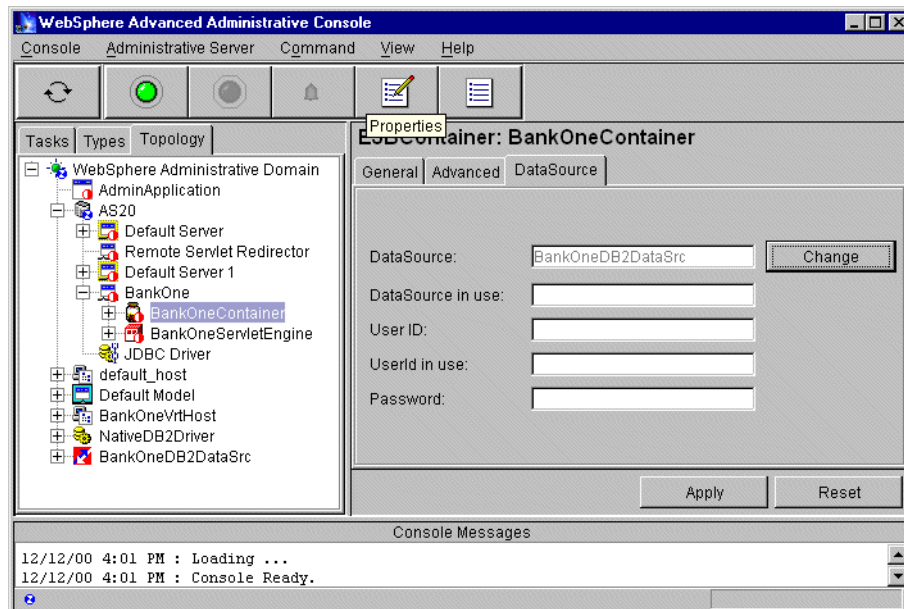 WebSphere Advanced Administrative Console
Console Administrative Server Command View Help
Properties
Tasks Types Topology
EJBContainer: BankOneContainer
General Advanced DataSource
WebSphere Administrative Domain
AdminApplication
AS20
Default Server
Remote Servlet Redirector
Default Server 1
BankOne
BankOneContainer
BankOneServletEngine
JDBC Driver
default_host
Default Model
BankOneVrtHost
NativeDB2Driver
BankOneDB2DataSrc
DataSource: BankOneDB2DataSrc Change
DataSource in use:
User ID:
UserId in use:
Password:
Apply Reset
Console Messages
12/12/00 4:01 PM : Loading ...
12/12/00 4:01 PM : Console Ready.